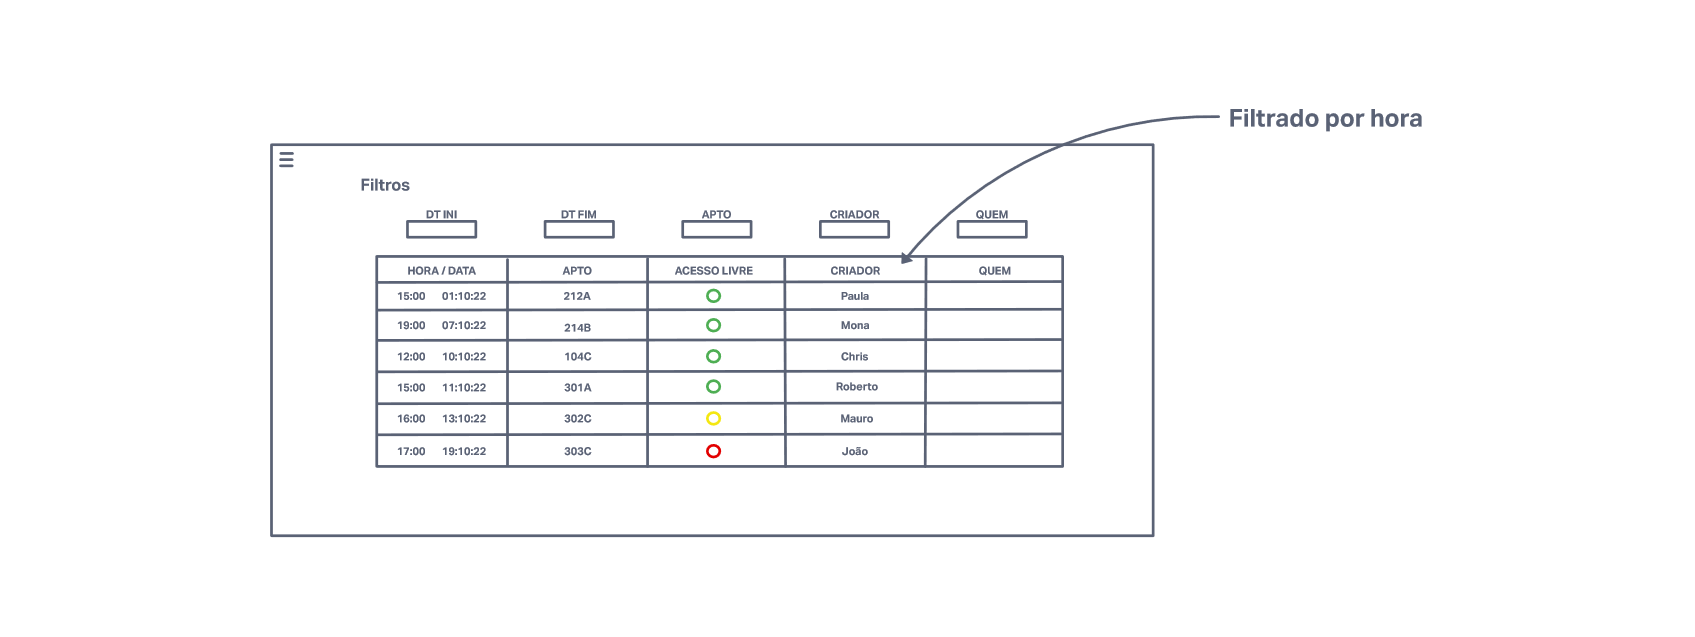 Filtrado por hora
Filtros
DT INI DT FIM APTO CRIADOR QUEM
HORA / DATA APTO ACESSO LIVRE CRIADOR QUEM
15:00 01:10:22 212A Paula
19:00 07:10:22 214B Mona
12:00 10:10:22 104C Chris
15:00 11:10:22 301A Roberto
16:00 13:10:22 302C Mauro
17:00 19:10:22 303C João